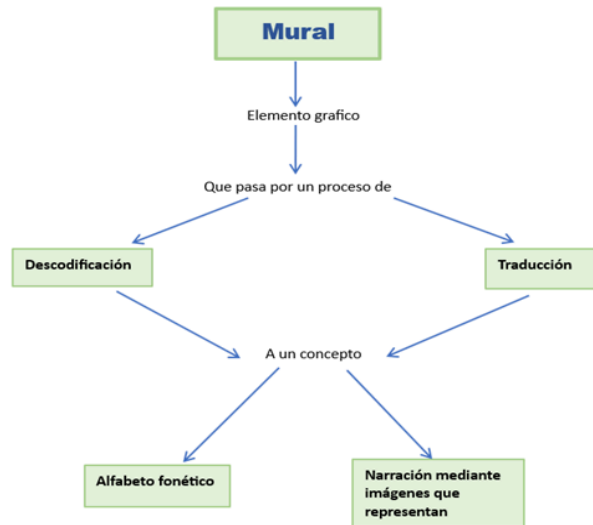 Mural
Elemento grafico
Que pasa por un proceso de
Descodificación
Traducción
A un concepto
Alfabeto fonético
Narración mediante
imágenes que
representan